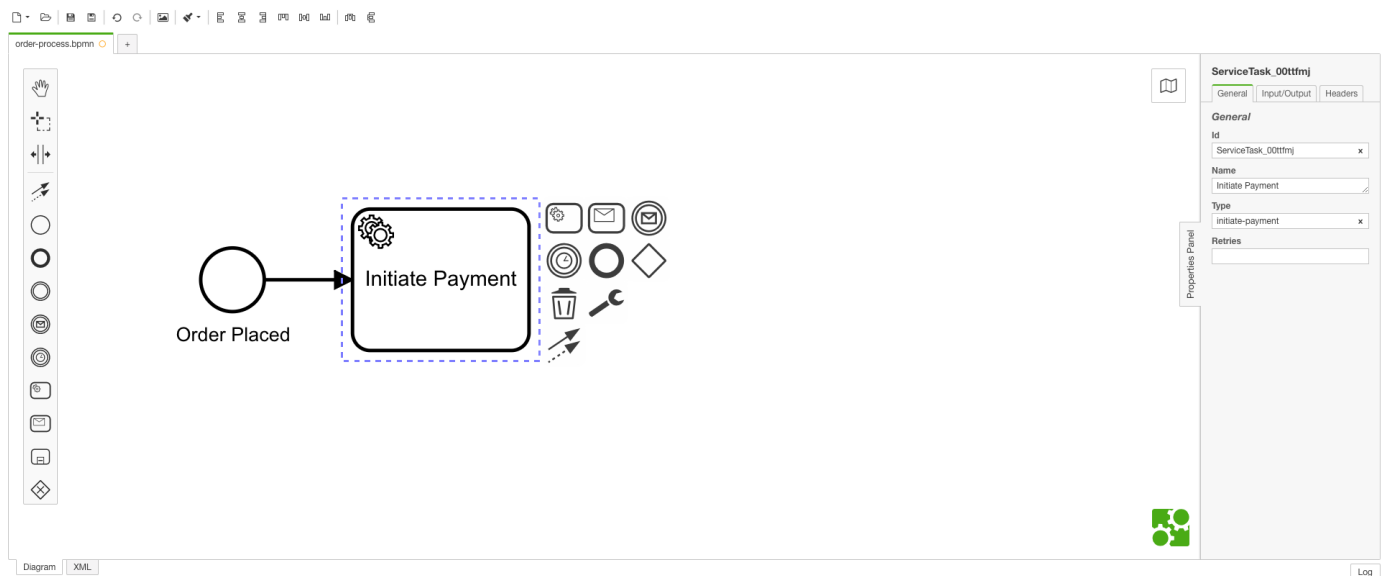 order-process.bpmn
+
ServiceTask_00ttfmj
General Input/Output Headers
General
Id
ServiceTask_00ttfmj x
Name
Initiate Payment
Type
initiate-payment x
Retries
Properties Panel
Initiate Payment
Order Placed
Diagram XML
Log